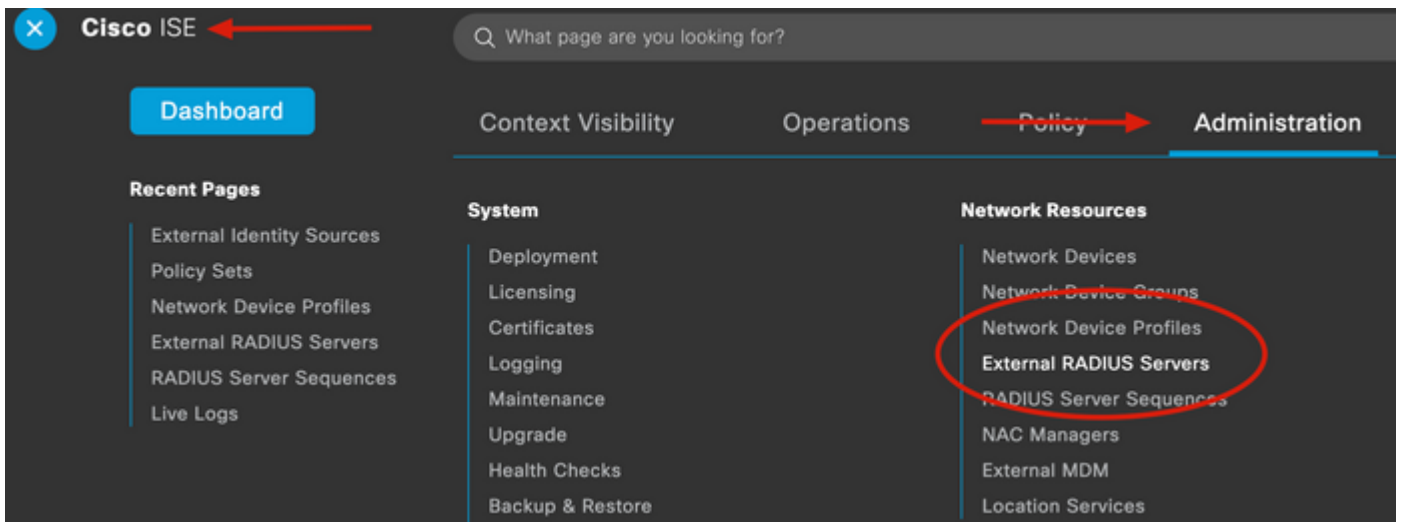 Cisco ISE
What page are you looking for?
Dashboard
Context Visibility
Operations
Policy
Administration
Recent Pages
External Identity Sources
Policy Sets
Network Device Profiles
External RADIUS Servers
RADIUS Server Sequences
Live Logs
System
Deployment
Licensing
Certificates
Logging
Maintenance
Upgrade
Health Checks
Backup & Restore
Network Resources
Network Devices
Network Device Groups
Network Device Profiles
External RADIUS Servers
RADIUS Server Sequences
NAC Managers
External MDM
Location Services